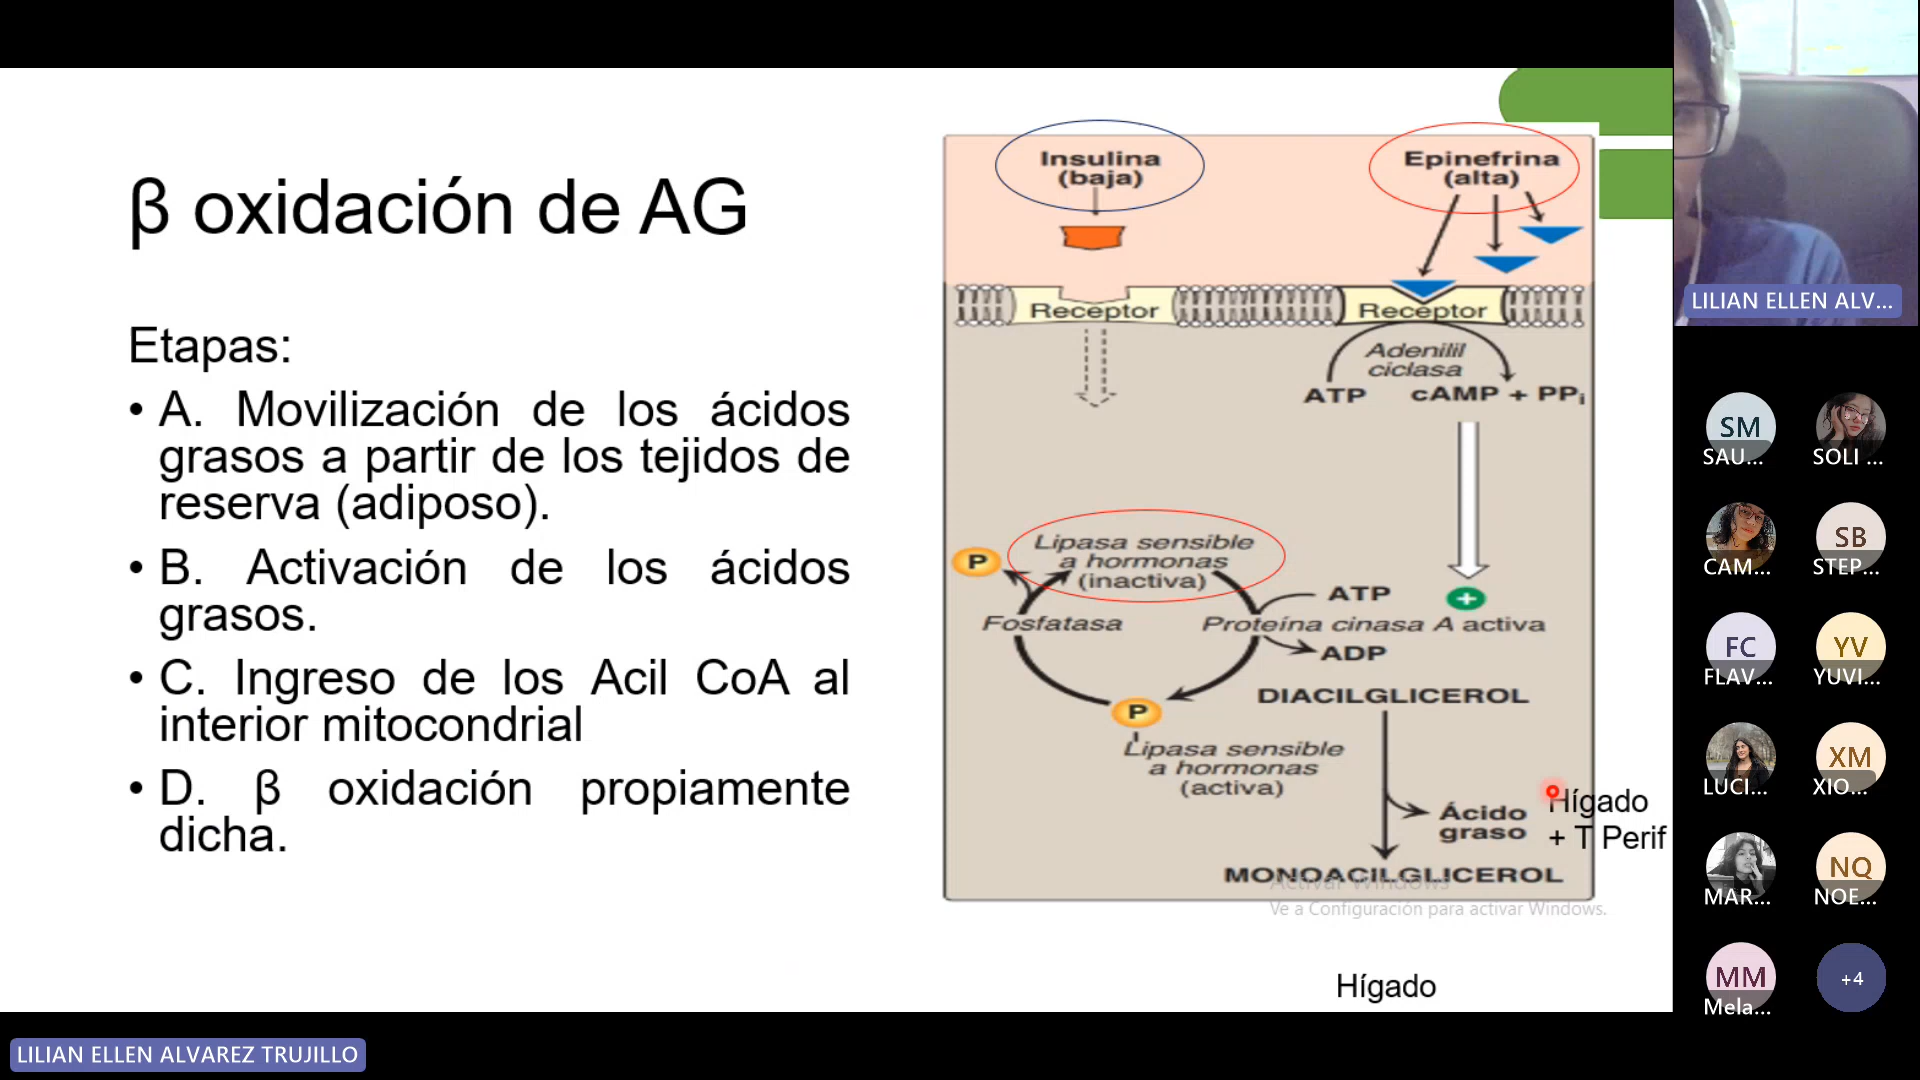 β oxidación de AG
Etapas:
• A. Movilización de los ácidos
grasos a partir de los tejidos de
reserva (adiposo).
• B. Activación de los ácidos
grasos.
• C. Ingreso de los Acil CoA al
interior mitocondrial
• D. β oxidación propiamente
dicha.
Insulina
(baja)
Epinefrina
(alta)
Receptor
Receptor
Adenilil
ciclasa
ATP
cAMP + PPi
Lipasa sensible
a hormonas
(inactiva)
P
ATP
+
Fosfatasa
Proteína cinasa A activa
ADP
DIACILGLICEROL
P
Lipasa sensible
a hormonas
(activa)
Ácido
graso
Hígado
+ T Perif
MONOACILGLICEROL
Activar Windows
Ve a Configuración para activar Windows.
Hígado
LILIAN ELLEN ALV...
SM
SAU...
SOLI ...
CAM...
SB
STEP...
FC
FLAV...
YV
YUVI...
LUCI...
XM
XIO...
MAR...
NQ
NOE...
MM
Mela...
+4
LILIAN ELLEN ALVAREZ TRUJILLO